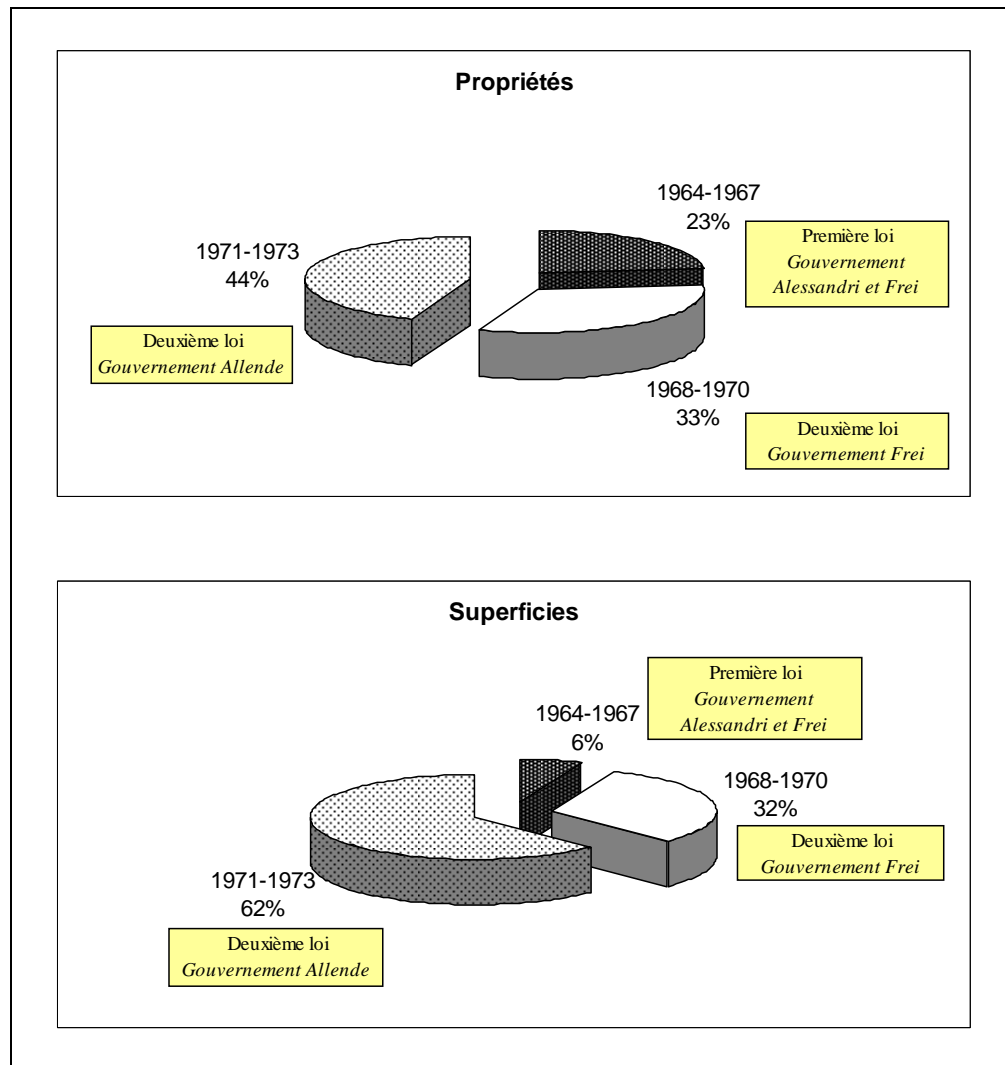 Propriétés
1964-1967
23%
Première loi
Gouvernement
Alessandri et Frei
1971-1973
44%
Deuxième loi
Gouvernement Allende
1968-1970
33%
Deuxième loi
Gouvernement Frei
Superficies
Première loi
Gouvernement
Alessandri et Frei
1964-1967
6%
1968-1970
32%
Deuxième loi
Gouvernement Frei
1971-1973
62%
Deuxième loi
Gouvernement Allende